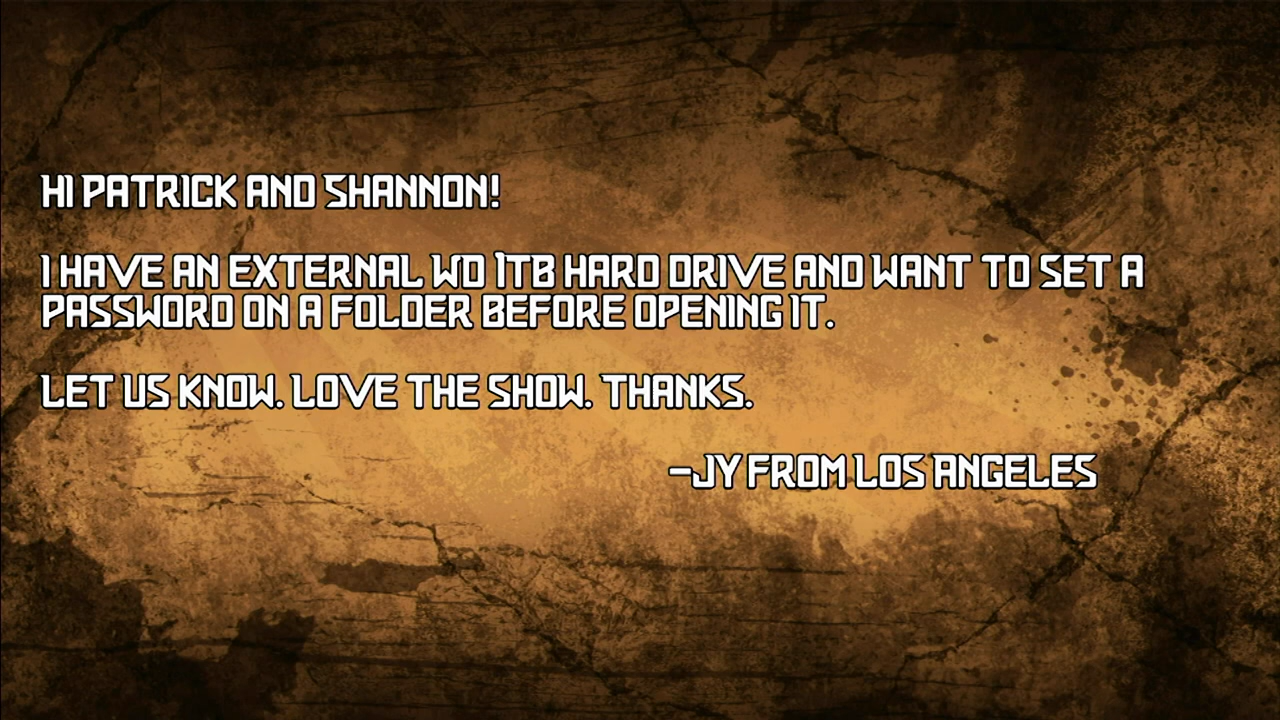 HI PATRICK AND SHANNON!
I HAVE AN EXTERNAL WD 1TB HARD DRIVE AND WANT TO SET A
PASSWORD ON A FOLDER BEFORE OPENING IT.
LET US KNOW. LOVE THE SHOW. THANKS.
-JY FROM LOS ANGELES